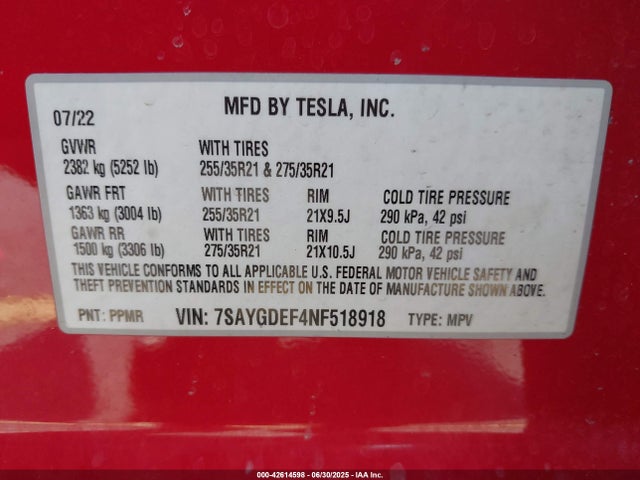 07/22 MFD BY TESLA, INC.
GVWR WITH TIRES
2382 kg (5252 lb) 255/35R21 & 275/35R21
GAWR FRT WITH TIRES RIM COLD TIRE PRESSURE
1363 kg (3004 lb) 255/35R21 21X9.5J 290 kPa, 42 psi
GAWR RR WITH TIRES RIM COLD TIRE PRESSURE
1500 kg (3306 lb) 275/35R21 21X10.5J 290 kPa, 42 psi
THIS VEHICLE CONFORMS TO ALL APPLICABLE U.S. FEDERAL MOTOR VEHICLE SAFETY AND
THEFT PREVENTION STANDARDS IN EFFECT ON THE DATE OF MANUFACTURE SHOWN ABOVE.
PNT: PPMR VIN: 7SAYGDEF4NF518918 TYPE: MPV
000-42614598 - 06/30/2025 - IAA Inc.